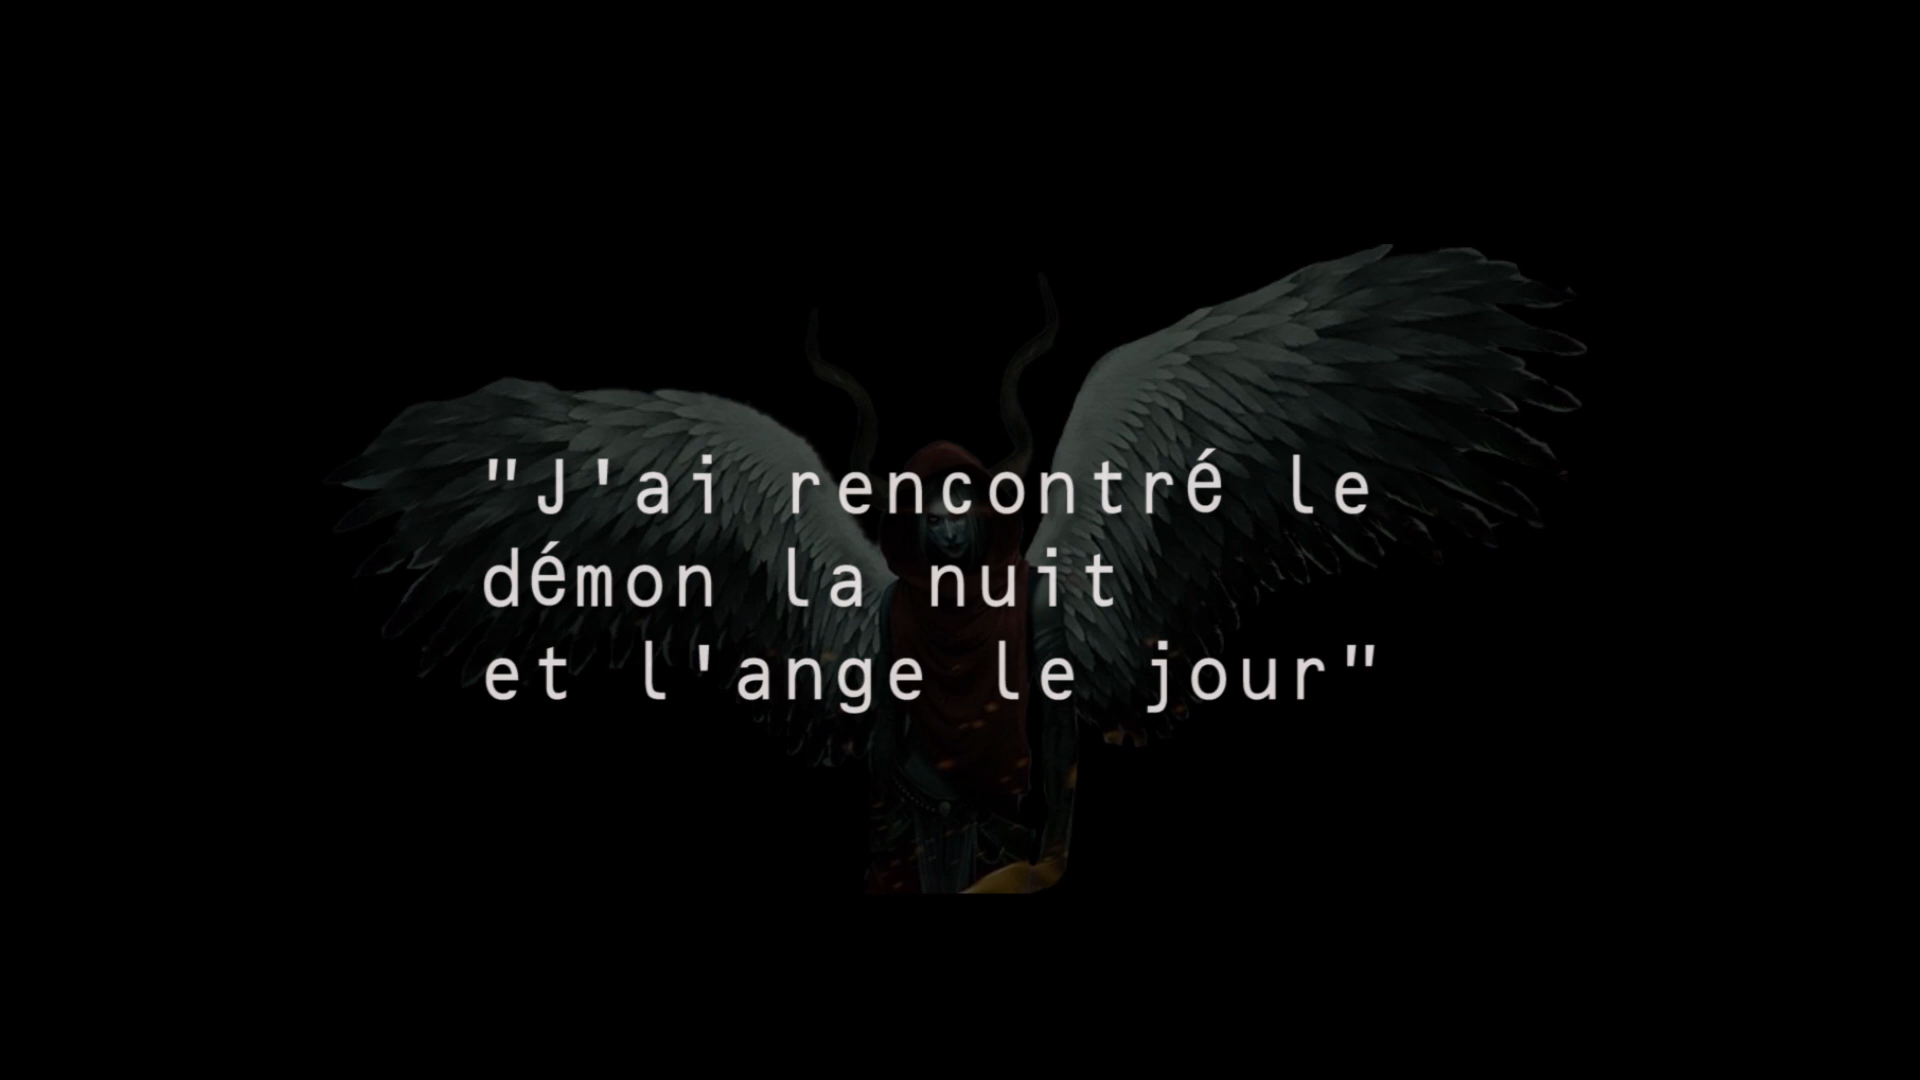 "J'ai rencontré le
démon la nuit
et l'ange le jour"